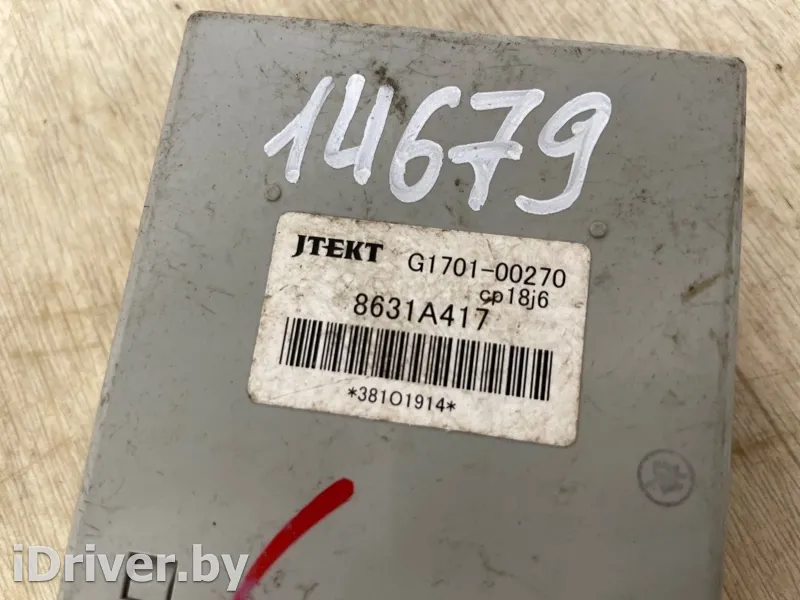 14679
JTEKT G1701-00270
cp18j6
8631A417
*38101914*
iDriver.by